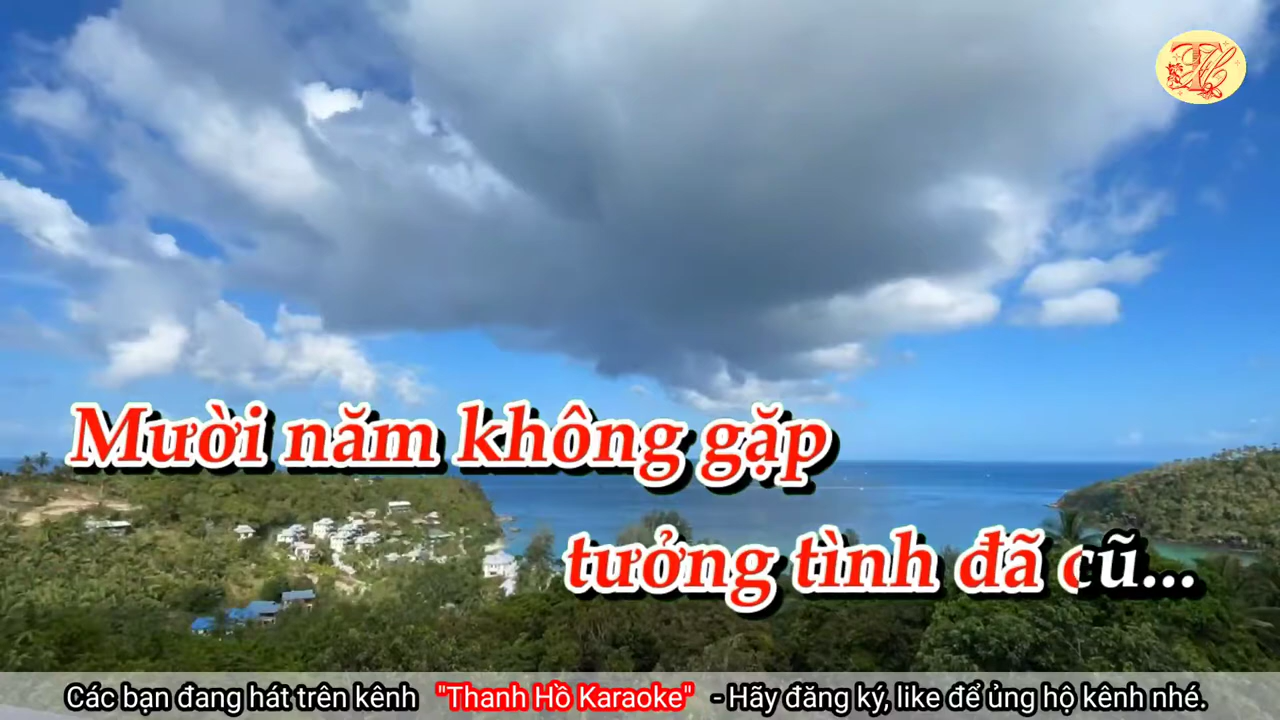 Mười năm không gặp
tưởng tình đã cũ...
Các bạn đang hát trên kênh "Thanh Hồ Karaoke" - Hãy đăng ký, like để ủng hộ kênh nhé.